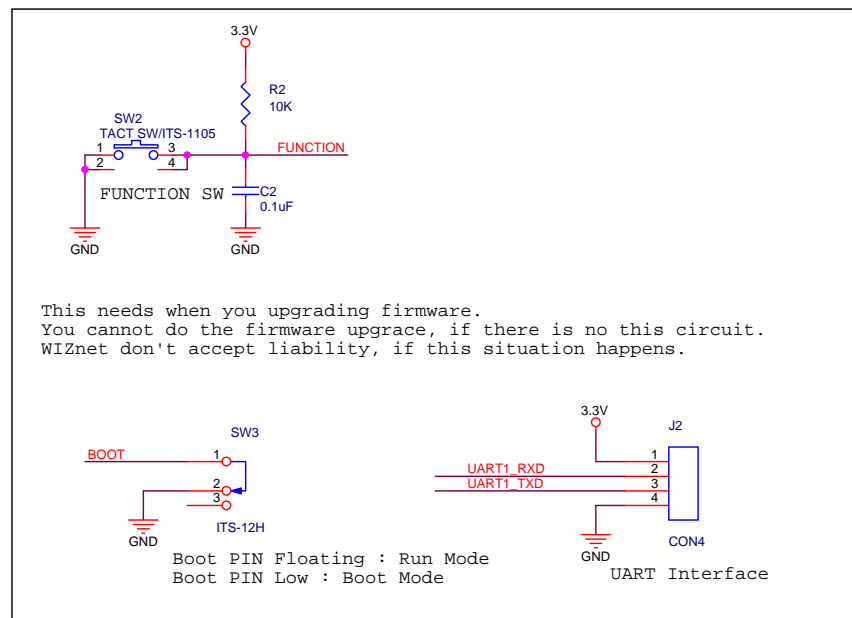 3.3V
R2
10K
SW2
TACT SW/ITS-1105
1 3 FUNCTION
2 4
FUNCTION SW C2
0.1uF
GND GND
This needs when you upgrading firmware.
You cannot do the firmware upgrace, if there is no this circuit.
WIZnet don't accept liability, if this situation happens.
SW3
BOOT 1
2
3
GND
ITS-12H
Boot PIN Floating : Run Mode
Boot PIN Low : Boot Mode
3.3V
J2
1
UART1_RXD 2
UART1_TXD 3
4
GND
CON4
UART Interface